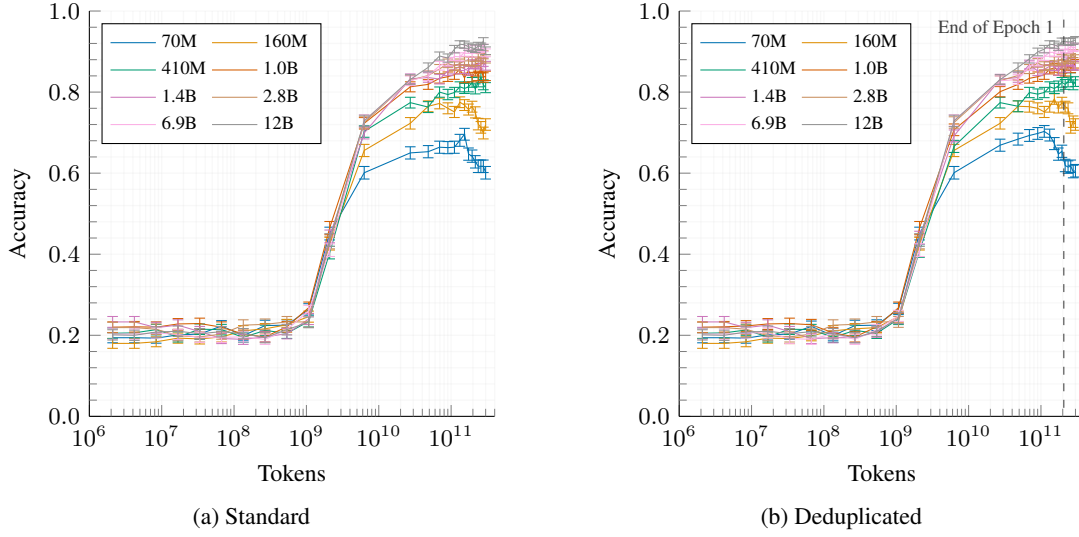 1.0
0.8
0.6
0.4
0.2
0.0
Accuracy
70M 160M
410M 1.0B
1.4B 2.8B
6.9B 12B
10^6 10^7 10^8 10^9 10^10 10^11
Tokens
(a) Standard
1.0
0.8
0.6
0.4
0.2
0.0
Accuracy
End of Epoch 1
70M 160M
410M 1.0B
1.4B 2.8B
6.9B 12B
10^6 10^7 10^8 10^9 10^10 10^11
Tokens
(b) Deduplicated